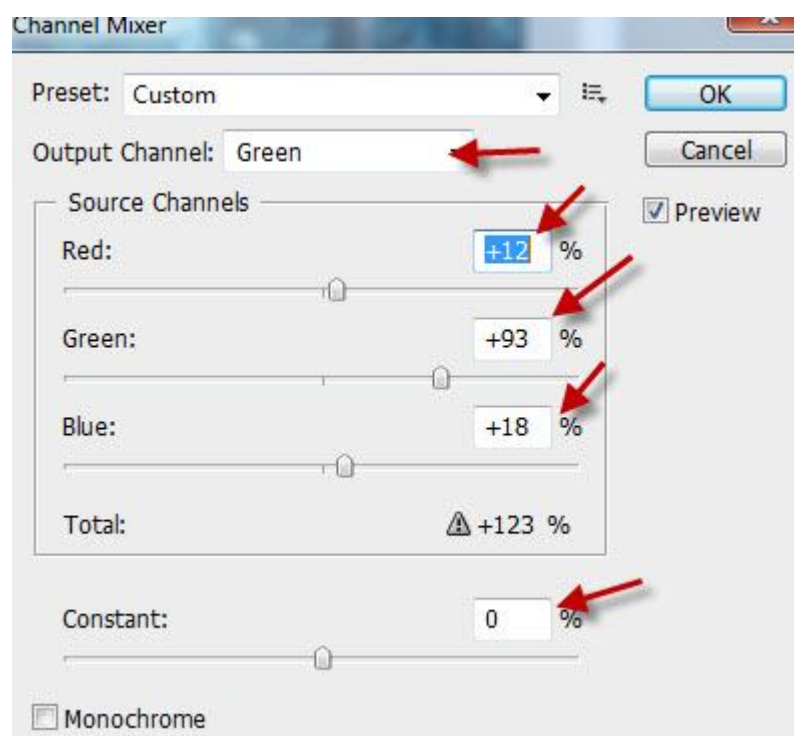 Channel Mixer
Preset: Custom
OK
Output Channel: Green
Cancel
Source Channels
Preview
Red: +12 %
Green: +93 %
Blue: +18 %
Total: +123 %
Constant: 0 %
Monochrome